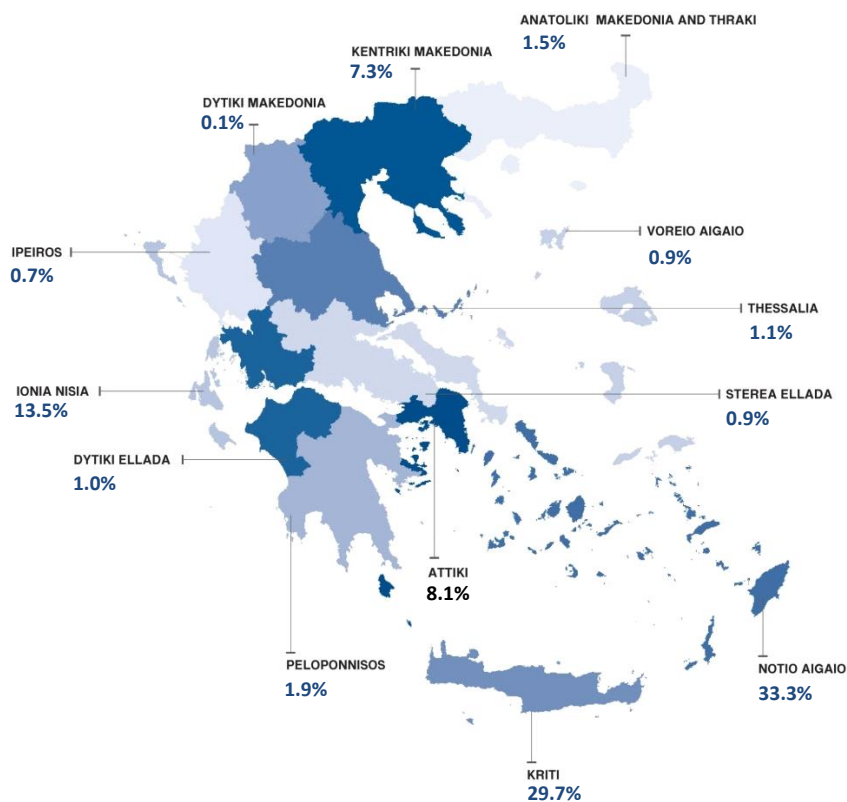 ANATOLIKI MAKEDONIA AND THRAKI
1.5%
KENTRIKI MAKEDONIA
7.3%
DYTIKI MAKEDONIA
0.1%
VOREIO AIGAIO
0.9%
IPEIROS
0.7%
THESSALIA
1.1%
IONIA NISIA
13.5%
STEREA ELLADA
0.9%
DYTIKI ELLADA
1.0%
ATTIKI
8.1%
PELOPONNISOS
1.9%
NOTIO AIGAIO
33.3%
KRITI
29.7%